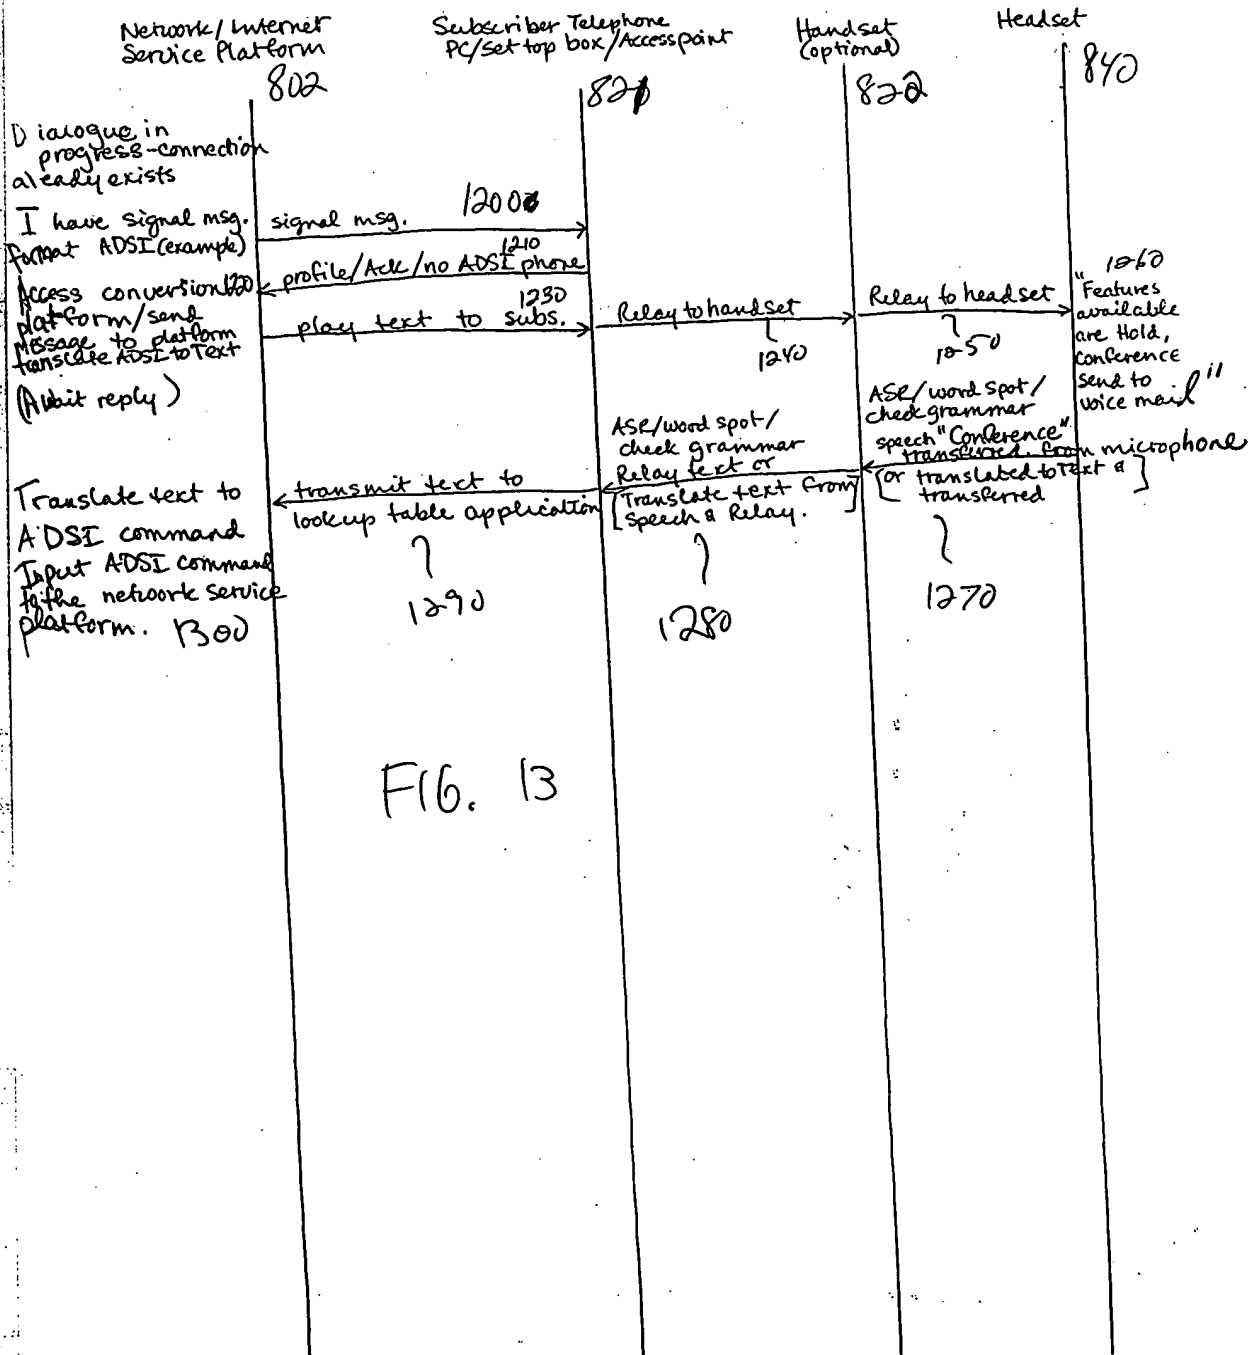 Network/Internet
Service Platform
802
Subscriber Telephone
PC/set top box/Access point
821
Handset
(optional)
822
Headset
840
Dialogue in
progress-connection
already exists
I have signal msg.
format ADSI (example)
signal msg.
1200
1210
profile/Ack/no ADSI phone
Access conversion 1220
platform/send
message to platform
translate ADSI to Text
(Await reply)
1230
play text to subs.
Relay to handset
1240
Relay to headset
1250
1260
"Features
available
are Hold,
conference
send to
voice mail"
ASR/word spot/
check grammar
speech "Conference"
transferred from microphone
[or translated to Text &
transferred]
1270
ASR/word spot/
check grammar
Relay text or
[Translate text from
Speech & Relay.]
1280
transmit text to
lookup table application
1290
Translate text to
ADSI command
Input ADSI command
to the network service
platform. 1300
FIG. 13